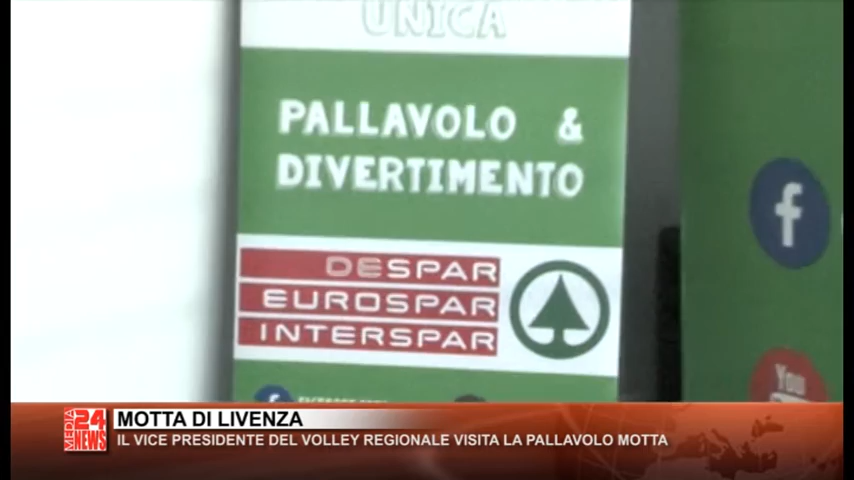 UNICA
PALLAVOLO &
DIVERTIMENTO
DESPAR
EUROSPAR
INTERSPAR
f
You
f
MEDIA 24 NEWS
MOTTA DI LIVENZA
IL VICE PRESIDENTE DEL VOLLEY REGIONALE VISITA LA PALLAVOLO MOTTA